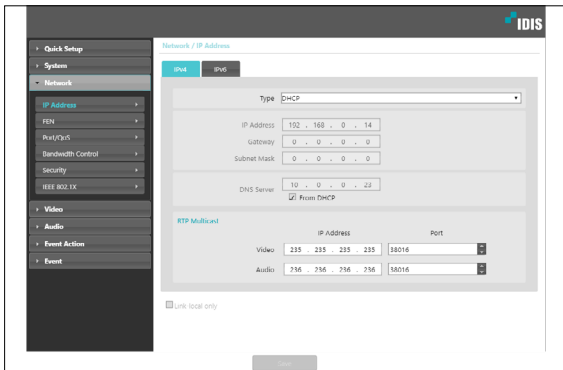 IDIS
Quick Setup
System
Network
IP Address
FEN
Port/QoS
Bandwidth Control
Security
IEEE 802.1X
Video
Audio
Event Action
Event
Network / IP Address
IPv4 IPv6
Type DHCP
IP Address 192 . 168 . 0 . 14
Gateway 0 . 0 . 0 . 0
Subnet Mask 0 . 0 . 0 . 0
DNS Server 10 . 0 . 0 . 23
From DHCP
RTP Multicast
IP Address Port
Video 235 . 235 . 235 . 235 38016
Audio 236 . 236 . 236 . 236 38016
Link local only
Save